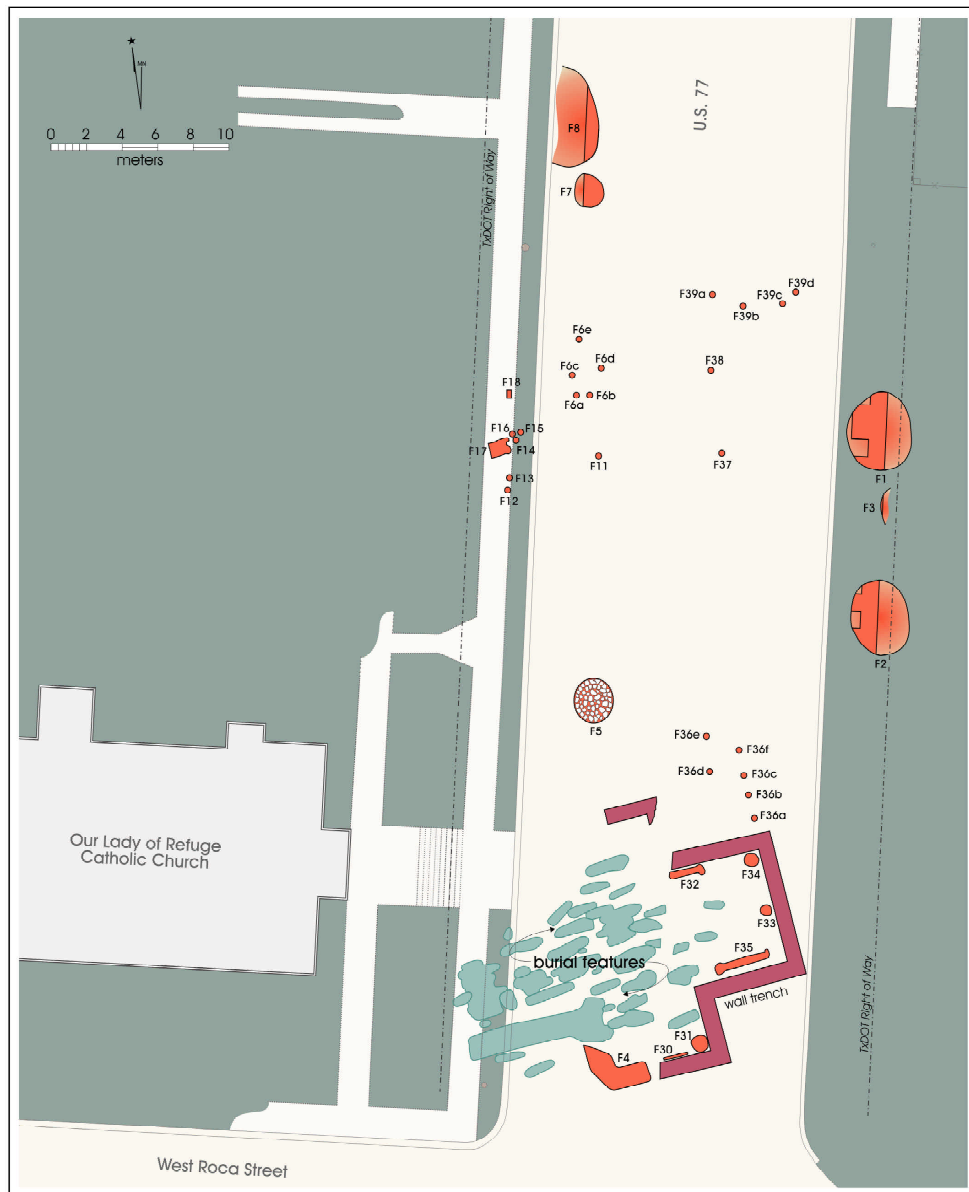 MN
0 2 4 6 8 10
meters
U.S. 77
F8
F7
TxDOT Right of Way
F39a
F39b
F39c
F39d
F6e
F6d
F6c
F38
F18
F6a
F6b
F16
F15
F14
F17
F11
F37
F13
F12
F1
F3
F2
F5
F36e
F36f
F36d
F36c
F36b
F36a
Our Lady of Refuge
Catholic Church
F32
F34
F33
F35
burial features
wall trench
F31
F30
F4
TxDOT Right of Way
West Roca Street